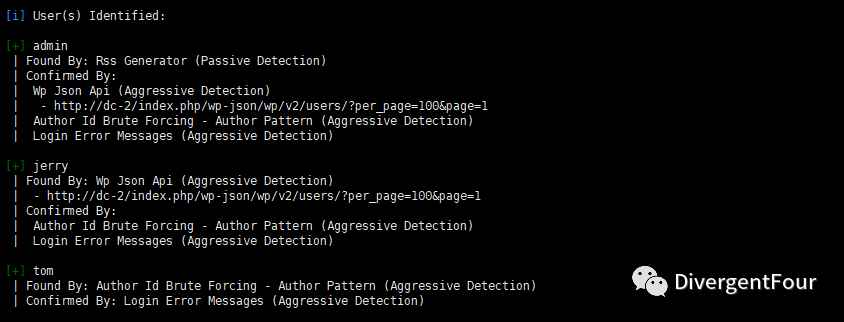 [i] User(s) Identified:
[+] admin
| Found By: Rss Generator (Passive Detection)
| Confirmed By:
|  Wp Json Api (Aggressive Detection)
|   - http://dc-2/index.php/wp-json/wp/v2/users/?per_page=100&page=1
|  Author Id Brute Forcing - Author Pattern (Aggressive Detection)
|  Login Error Messages (Aggressive Detection)
[+] jerry
| Found By: Wp Json Api (Aggressive Detection)
|  - http://dc-2/index.php/wp-json/wp/v2/users/?per_page=100&page=1
| Confirmed By:
|  Author Id Brute Forcing - Author Pattern (Aggressive Detection)
|  Login Error Messages (Aggressive Detection)
[+] tom
| Found By: Author Id Brute Forcing - Author Pattern (Aggressive Detection)
| Confirmed By: Login Error Messages (Aggressive Detection)
DivergentFour